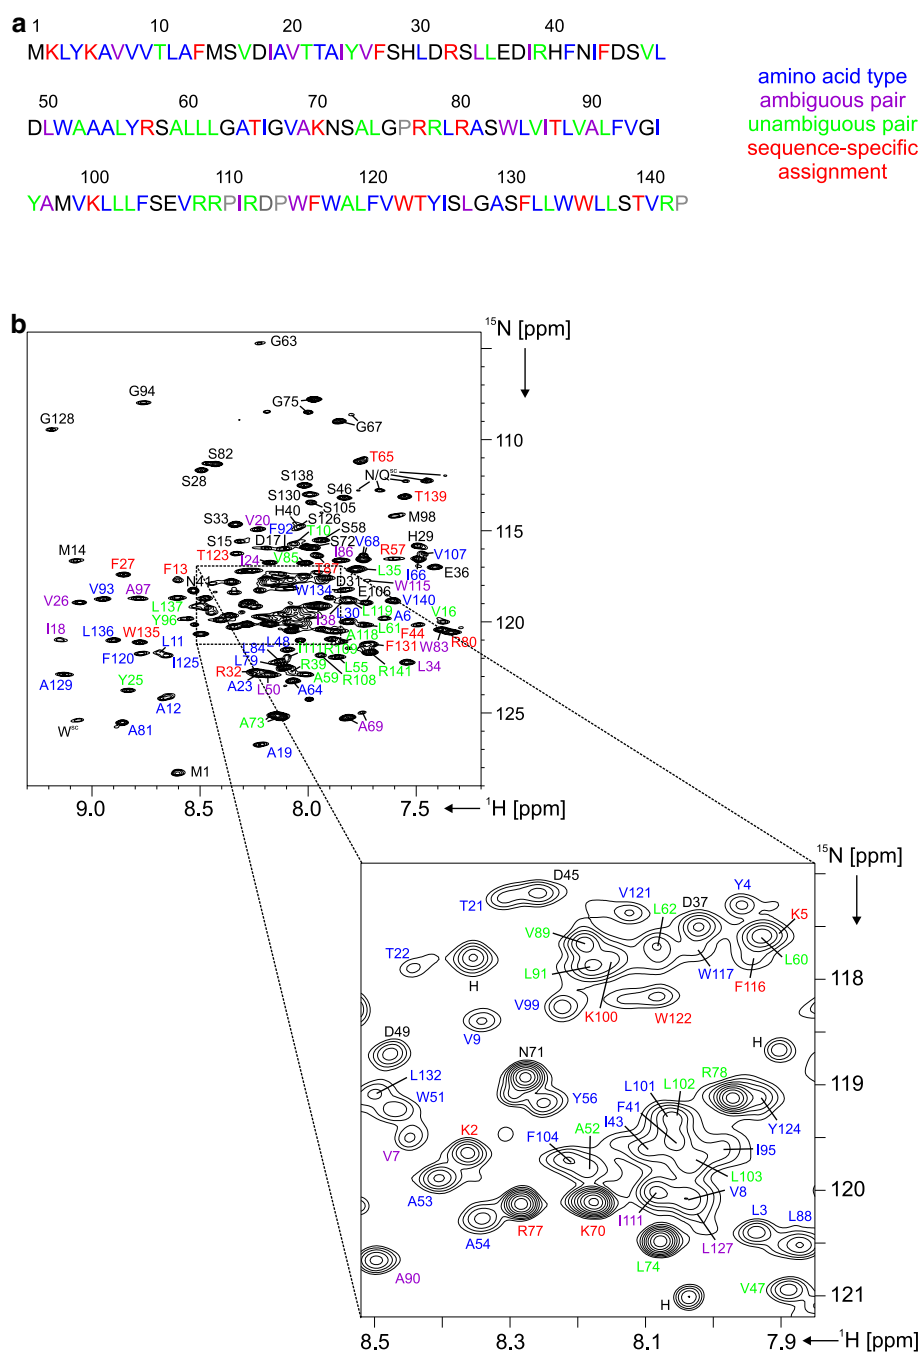 a
1 10 20 30 40
MKLYKAVVVTLAFMSVDIAVTTAIYVFSHLDRSLLEDIRHFNIFDSVL
50 60 70 80 90
DLWAAALYRSALLLGATIGVAKNSALGPRRLRASWLVITLVALFVGI
100 110 120 130 140
YAMVKLLLFSEVRRPIRDPWFWALFVWTYISLGASFLLWWLLSTVRP
amino acid type
ambiguous pair
unambiguous pair
sequence-specific
assignment
b
15N [ppm]
G63
G94
G75
G128
G67
110
S82
T65
S28
N/Qsc
S138
S46
T139
S130
S105
M98
H40
S126
S33
V20
F92
T10
S58
H29
S15
D17
S72
V68
V107
I86
R57
M14
T123
I24
V85
L35
I66
E36
F27
F13
T87
W115
115
N41
D31
E106
V93
A97
W134
V140
V26
L137
L30
L119
A6
V16
Y96
I38
L61
120
I18
A118
F44
L136
W135
L11
L48
I11
R109
F131
W83
R80
L84
F120
I125
L79
R39
L55
R141
L34
A129
R32
A59
R108
Y25
A23
L50
A64
A12
A73
A69
125
Wsc
A81
A19
M1
9.0 8.5 8.0 7.5
1H [ppm]
15N [ppm]
D45
T21
V121
D37
Y4
L62
K5
V89
T22
L60
118
L91
W117
H
F116
V99
K100
W122
V9
D49
N71
H
R78
L132
L101
L102
119
W51
Y56
F41
Y124
K2
A52
I43
V7
F104
I95
L103
A53
V8
120
I111
L3
L88
A54
R77
K70
L127
A90
L74
V47
H
121
8.5 8.3 8.1 7.9
1H [ppm]